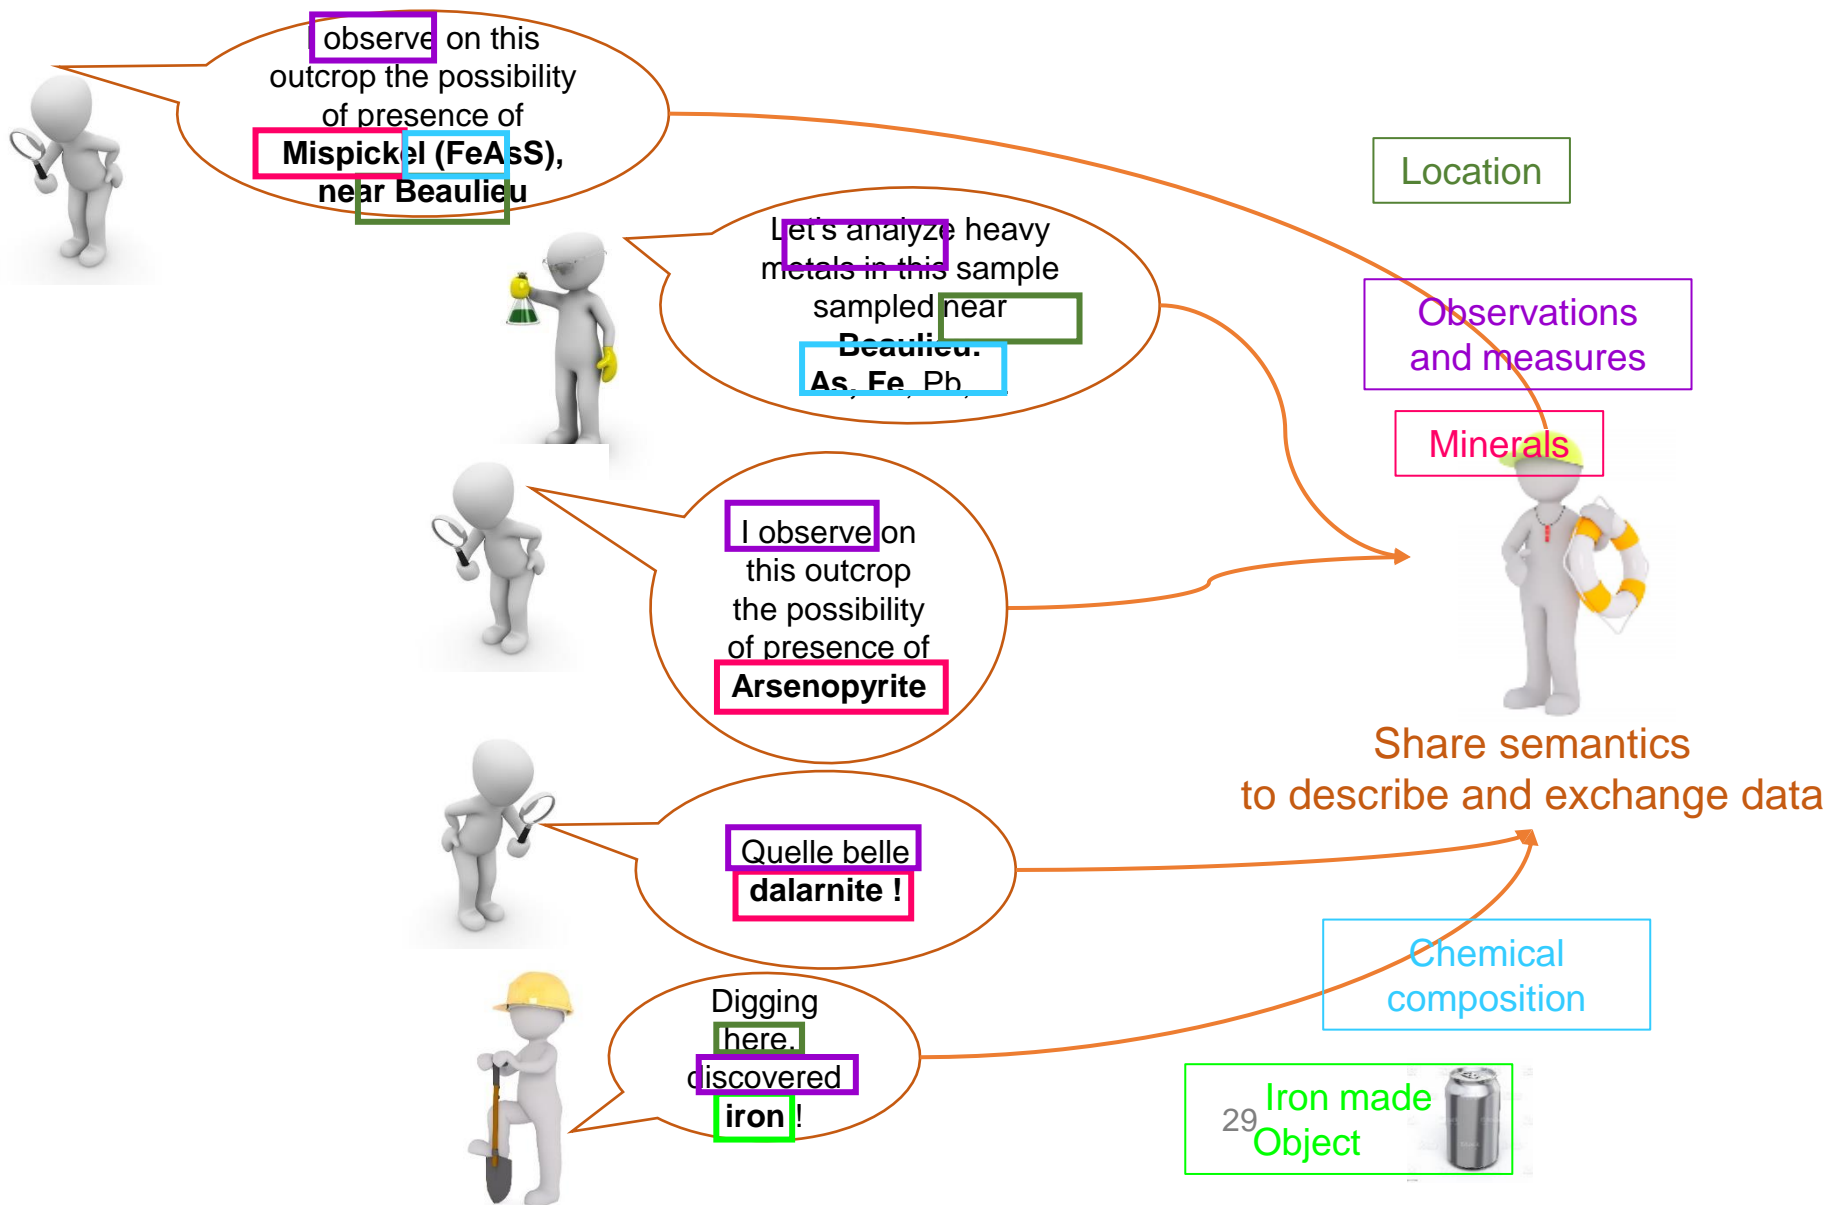 I observe on this
outcrop the possibility
of presence of
Mispickel (FeAsS),
near Beaulieu
Let's analyze heavy
metals in this sample
sampled near
Beaulieu:
As, Fe, Pb,
I observe on
this outcrop
the possibility
of presence of
Arsenopyrite
Quelle belle
dalarnite !
Digging
here,
discovered
iron !
Location
Observations
and measures
Minerals
Share semantics
to describe and exchange data
Chemical
composition
Iron made
Object
29